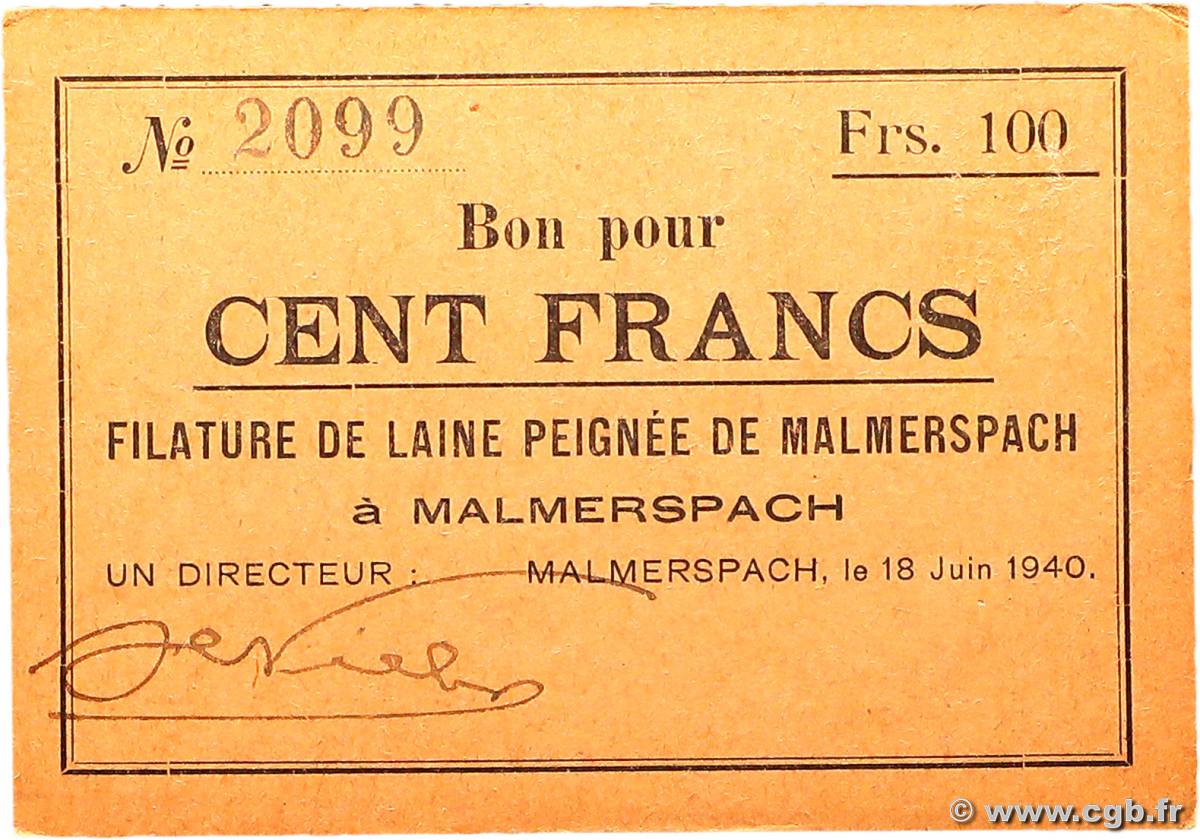 Nº 2099 Frs. 100
Bon pour
CENT FRANCS
FILATURE DE LAINE PEIGNÉE DE MALMERSPACH
à MALMERSPACH
UN DIRECTEUR : MALMERSPACH, le 18 Juin 1940.
© www.cgb.fr